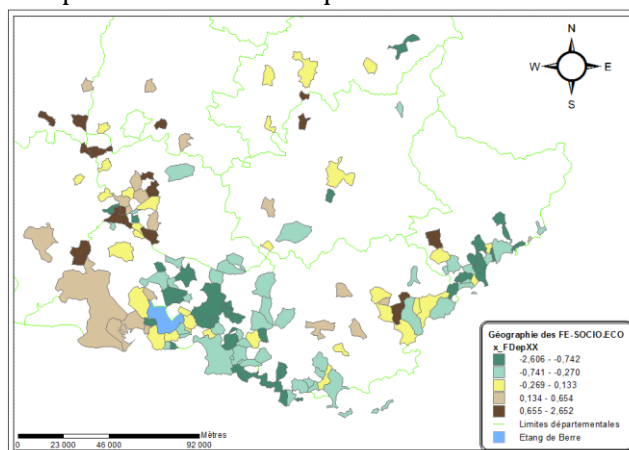 N
W E
S
Géographie des FE-SOCIO.ECO
x_FDepXX
-2,606 - -0,742
-0,741 - -0,270
-0,269 - 0,133
0,134 - 0,654
0,655 - 2,652
Limites départementales
Etang de Berre
Mètres
0 23 000 46 000 92 000